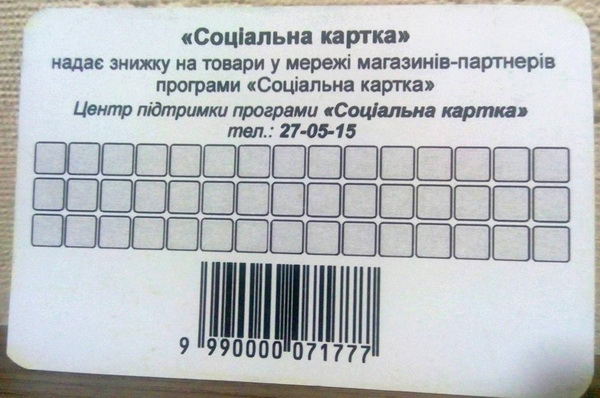 «Соціальна картка»
надає знижку на товари у мережі магазинів-партнерів
програми «Соціальна картка»
Центр підтримки програми «Соціальна картка»
тел.: 27-05-15
9 990000 071777